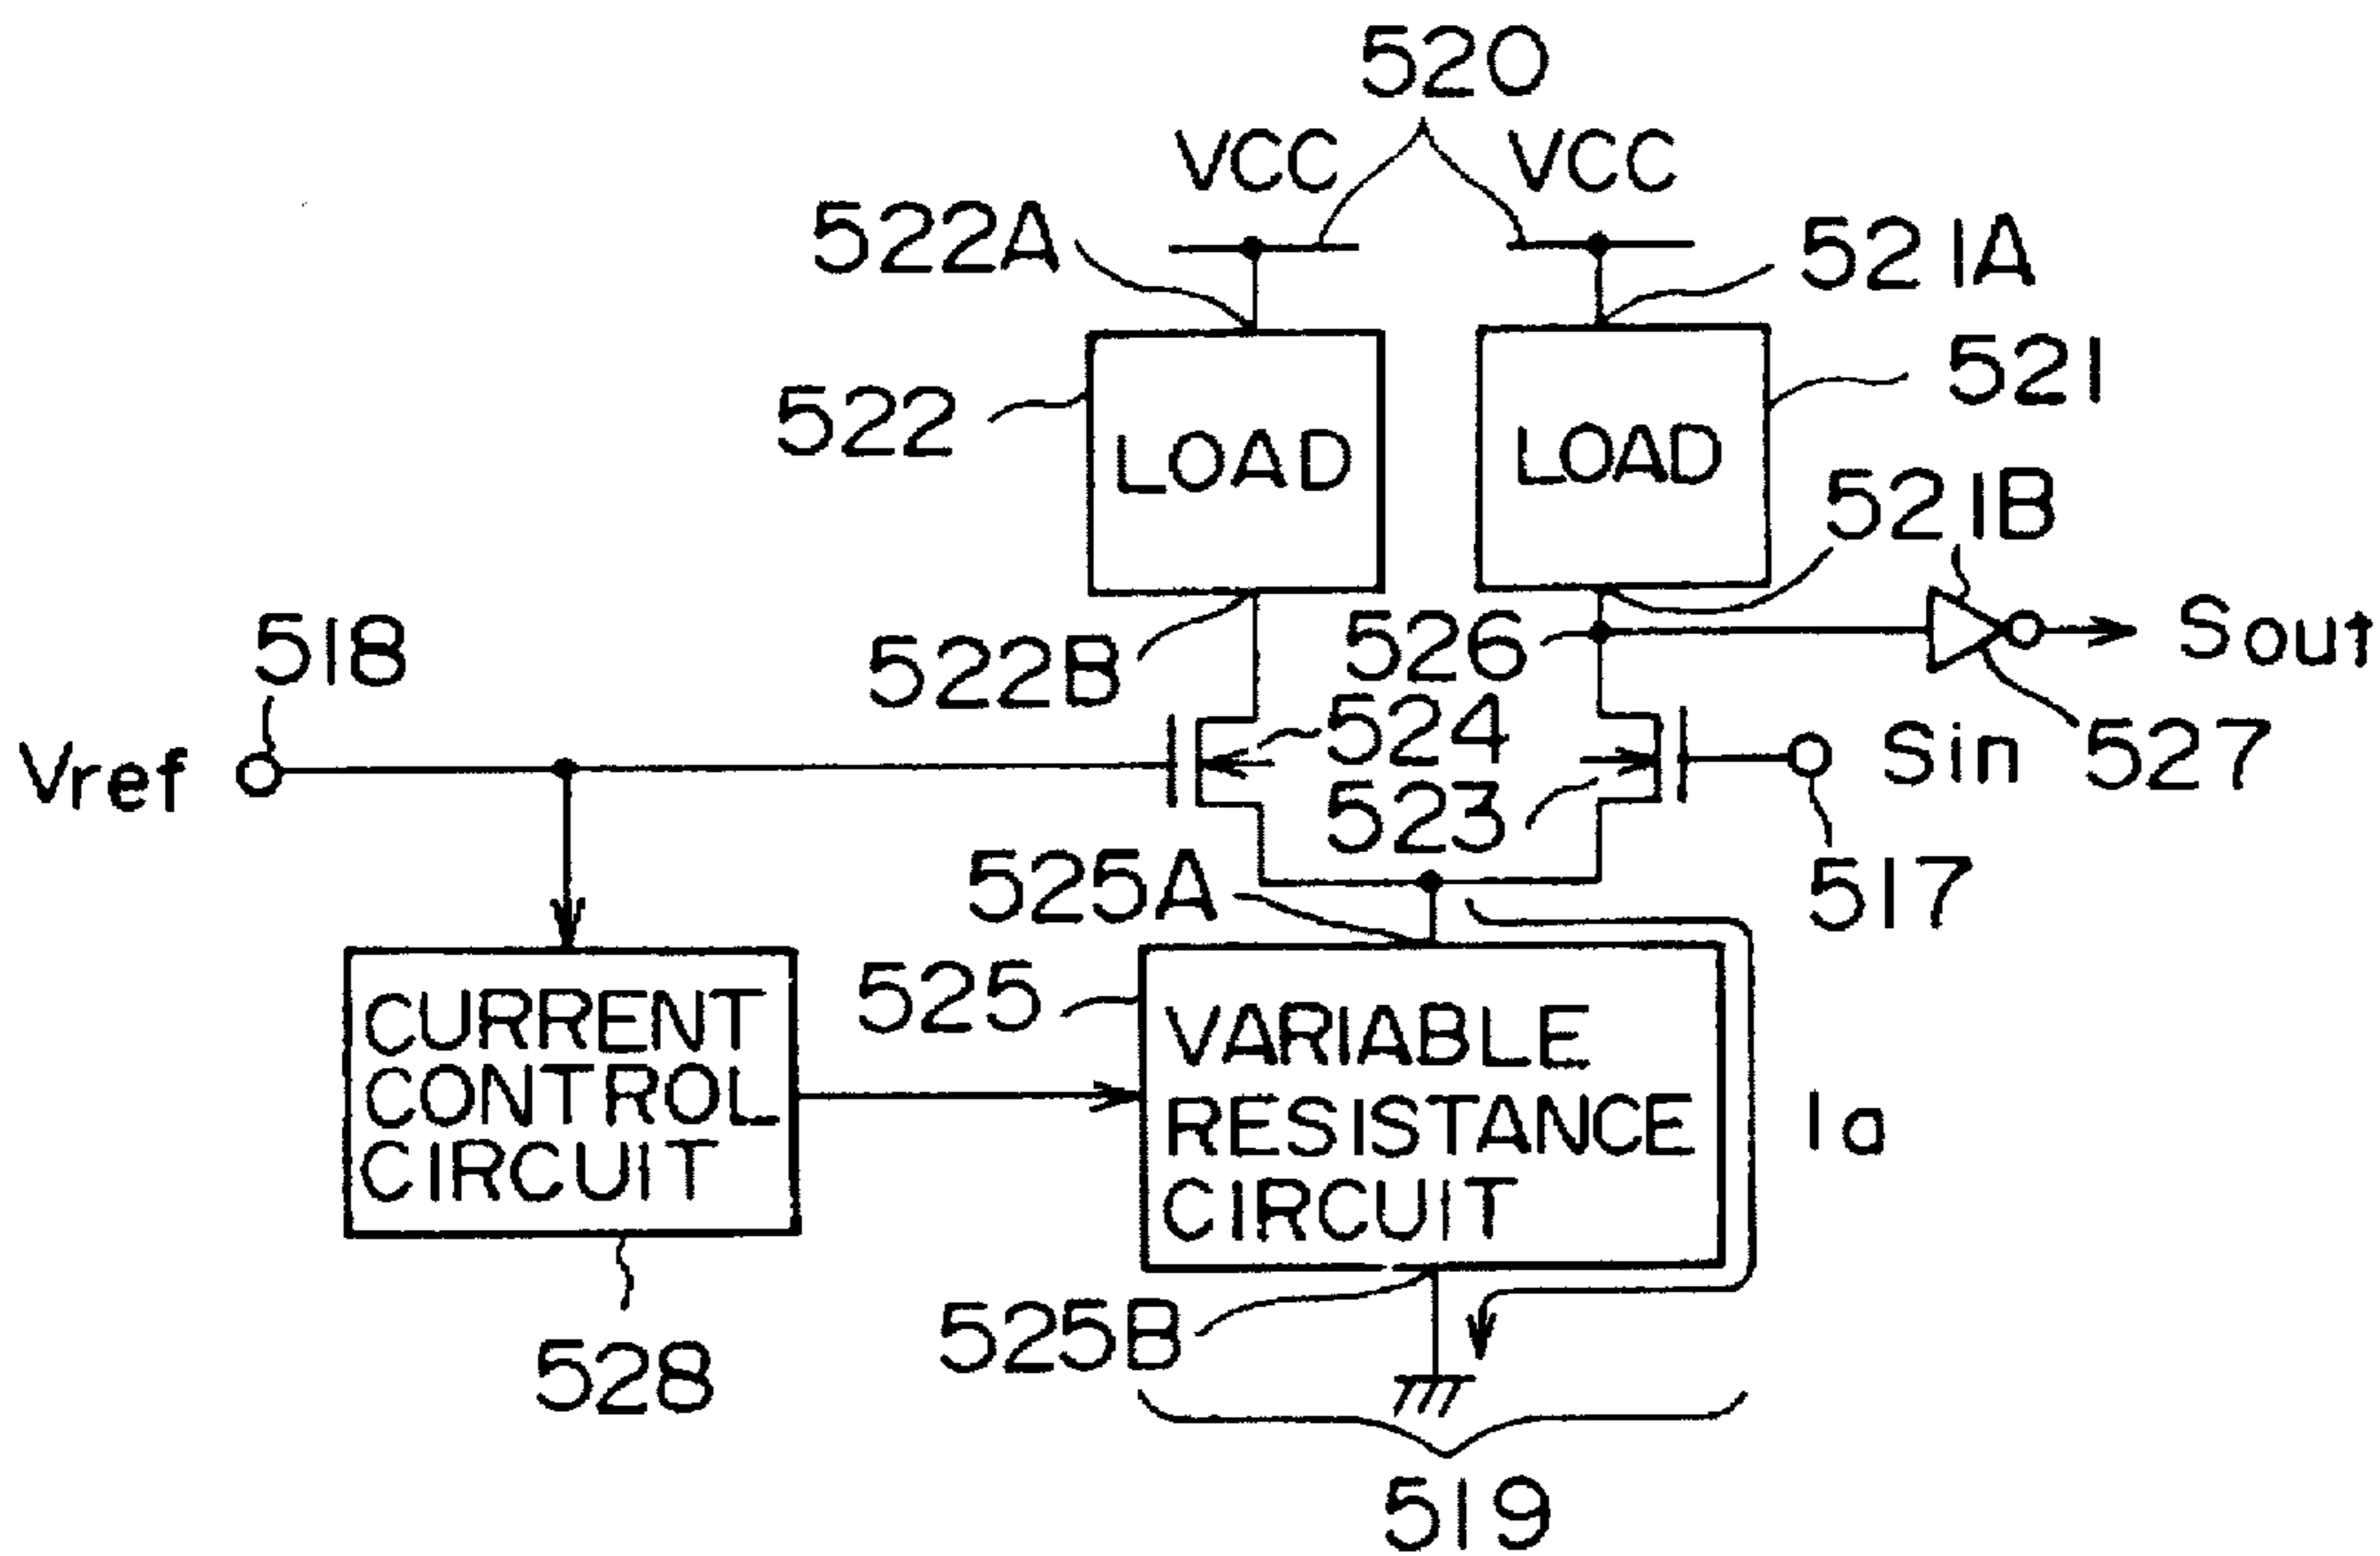 520
VCC VCC
522A
521A
522
LOAD
LOAD
521
521B
518
522B
526
Sout
Vref
524
Sin
527
523
525A
517
CURRENT
CONTROL
CIRCUIT
525
VARIABLE
RESISTANCE
CIRCUIT
Ia
528
525B
519